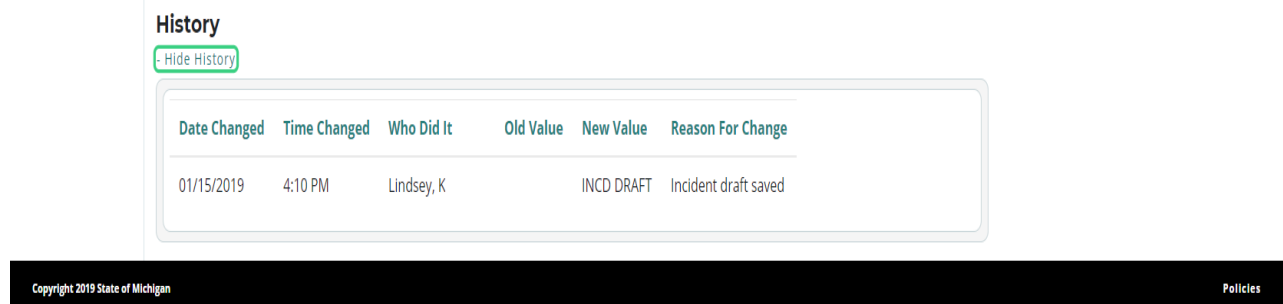 History
- Hide History
Date Changed Time Changed Who Did It Old Value New Value Reason For Change
01/15/2019 4:10 PM Lindsey, K INCD DRAFT Incident draft saved
Copyright 2019 State of Michigan Policies